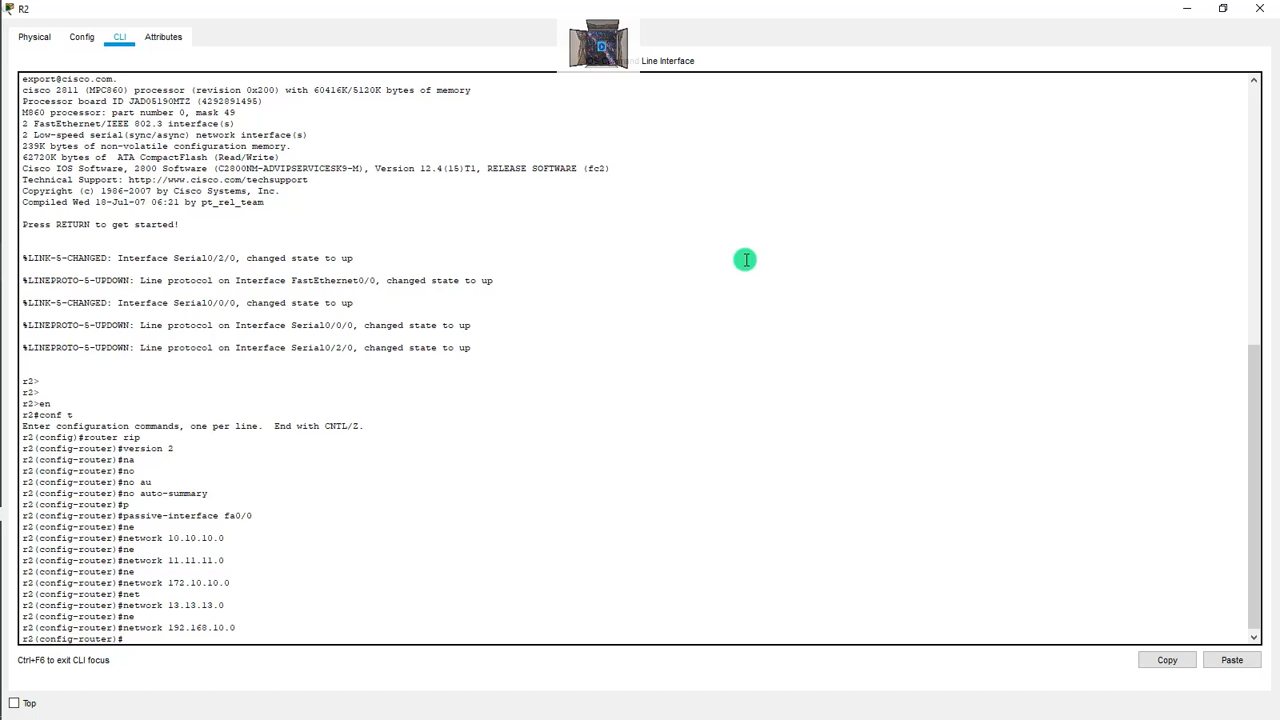 R2
Physical Config CLI Attributes
Line Interface
export@cisco.com.
cisco 2811 (MPC860) processor (revision 0x200) with 60416K/5120K bytes of memory
Processor board ID JAD05190MTZ (4292891495)
M860 processor: part number 0, mask 49
2 FastEthernet/IEEE 802.3 interface(s)
2 Low-speed serial(sync/async) network interface(s)
239K bytes of non-volatile configuration memory.
62720K bytes of ATA CompactFlash (Read/Write)
Cisco IOS Software, 2800 Software (C2800NM-ADVIPSERVICESK9-M), Version 12.4(15)T1, RELEASE SOFTWARE (fc2)
Technical Support: http://www.cisco.com/techsupport
Copyright (c) 1986-2007 by Cisco Systems, Inc.
Compiled Wed 18-Jul-07 06:21 by pt_rel_team
Press RETURN to get started!
%LINK-5-CHANGED: Interface Serial0/2/0, changed state to up
%LINEPROTO-5-UPDOWN: Line protocol on Interface FastEthernet0/0, changed state to up
%LINK-5-CHANGED: Interface Serial0/0/0, changed state to up
%LINEPROTO-5-UPDOWN: Line protocol on Interface Serial0/0/0, changed state to up
%LINEPROTO-5-UPDOWN: Line protocol on Interface Serial0/2/0, changed state to up
r2>
r2>
r2>en
r2#conf t
Enter configuration commands, one per line. End with CNTL/Z.
r2(config)#router rip
r2(config-router)#version 2
r2(config-router)#na
r2(config-router)#no
r2(config-router)#no au
r2(config-router)#no auto-summary
r2(config-router)#p
r2(config-router)#passive-interface fa0/0
r2(config-router)#ne
r2(config-router)#network 10.10.10.0
r2(config-router)#ne
r2(config-router)#network 11.11.11.0
r2(config-router)#ne
r2(config-router)#network 172.10.10.0
r2(config-router)#net
r2(config-router)#network 13.13.13.0
r2(config-router)#ne
r2(config-router)#network 192.168.10.0
r2(config-router)#
Ctrl+F6 to exit CLI focus
Copy Paste
Top